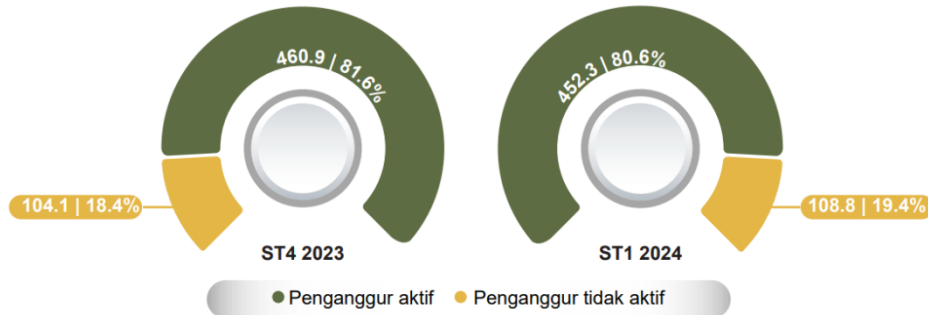 460.9 | 81.6%
452.3 | 80.6%
104.1 | 18.4%
108.8 | 19.4%
ST4 2023
ST1 2024
Penganggur aktif
Penganggur tidak aktif